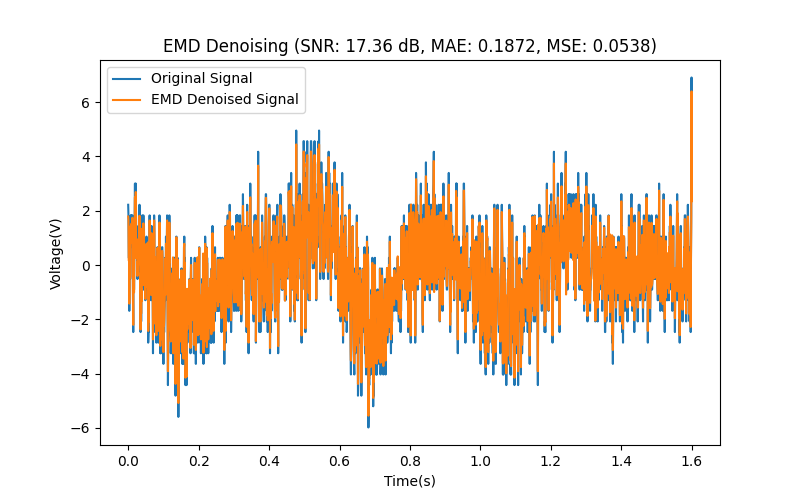 EMD Denoising (SNR: 17.36 dB, MAE: 0.1872, MSE: 0.0538)
Original Signal
EMD Denoised Signal
6
4
2
0
−2
−4
−6
Voltage(V)
0.0 0.2 0.4 0.6 0.8 1.0 1.2 1.4 1.6
Time(s)